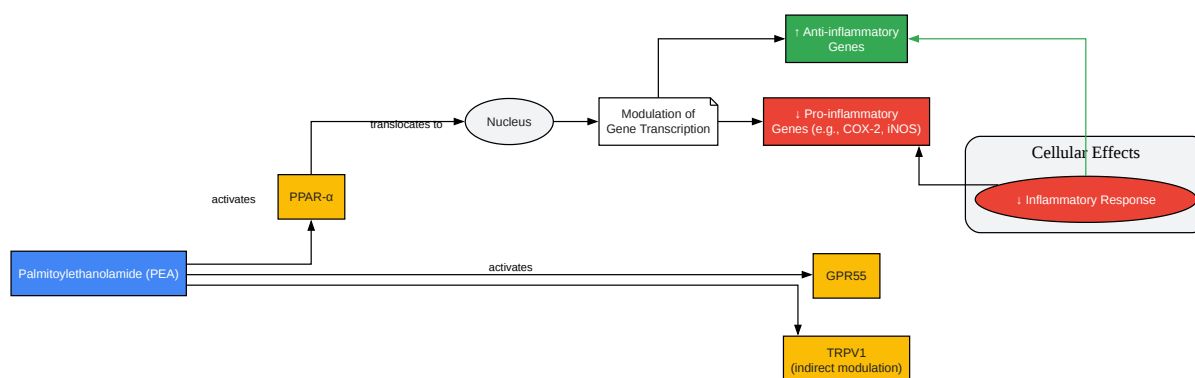 ↑ Anti-inflammatory
Genes
translocates to
Nucleus
Modulation of
Gene Transcription
↓ Pro-inflammatory
Genes (e.g., COX-2, iNOS)
Cellular Effects
↓ Inflammatory Response
activates
PPAR-α
Palmitoylethanolamide (PEA)
activates
GPR55
TRPV1
(indirect modulation)